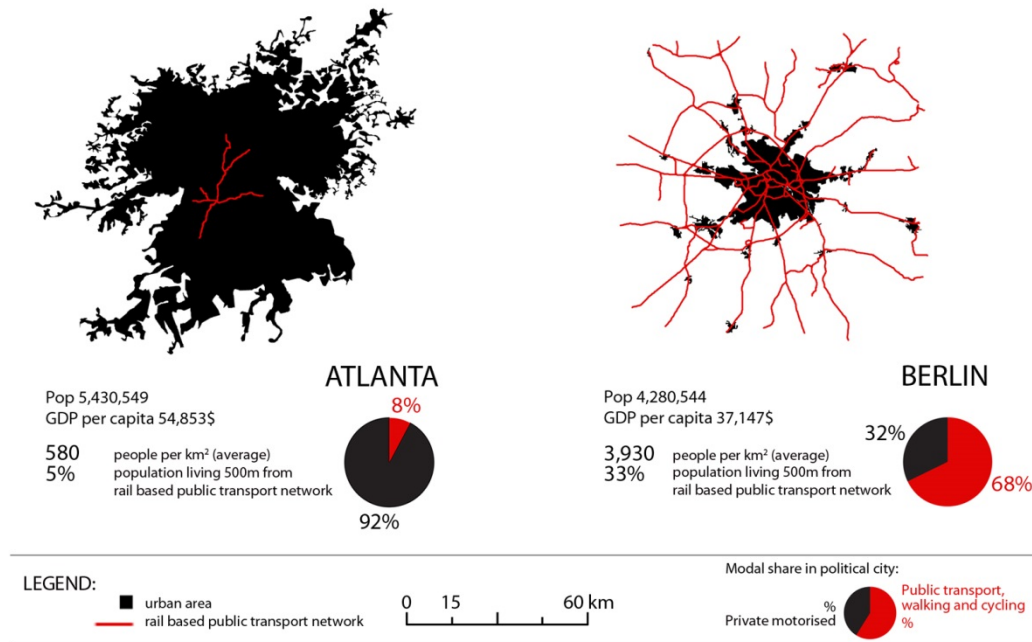 ATLANTA
Pop 5,430,549
GDP per capita 54,853$
580 people per km² (average)
5% population living 500m from
rail based public transport network
8%
92%
BERLIN
Pop 4,280,544
GDP per capita 37,147$
3,930 people per km² (average)
33% population living 500m from
rail based public transport network
32%
68%
LEGEND:
urban area
rail based public transport network
0 15 60 km
Modal share in political city:
%
Private motorised
Public transport,
walking and cycling
%